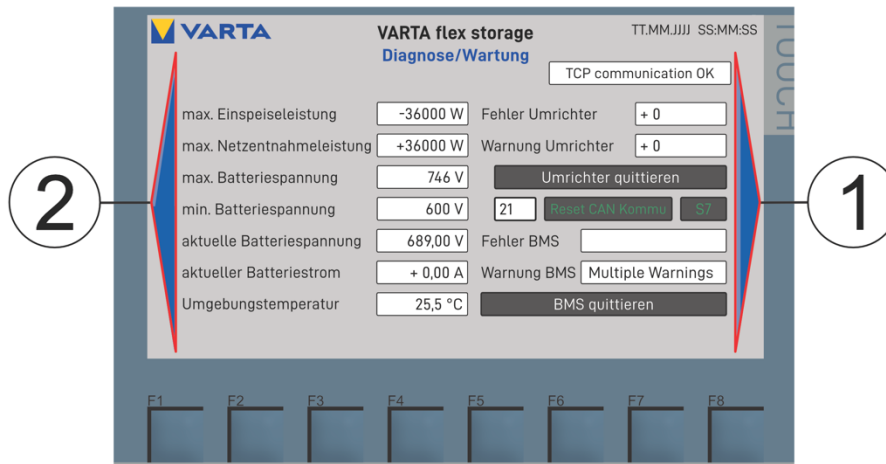 VARTA VARTA flex storage TT.MM.JJJJ SS:MM:SS
Diagnose/Wartung
TCP communication OK
TOUCH
max. Einspeiseleistung -36000 W Fehler Umrichter + 0
max. Netzentnahmeleistung +36000 W Warnung Umrichter + 0
max. Batteriespannung 746 V Umrichter quittieren
2 1
min. Batteriespannung 600 V 21 Reset CAN Kommu S7
aktuelle Batteriespannung 689,00 V Fehler BMS
aktueller Batteriestrom + 0,00 A Warnung BMS Multiple Warnings
Umgebungstemperatur 25,5 °C BMS quittieren
F1 F2 F3 F4 F5 F6 F7 F8